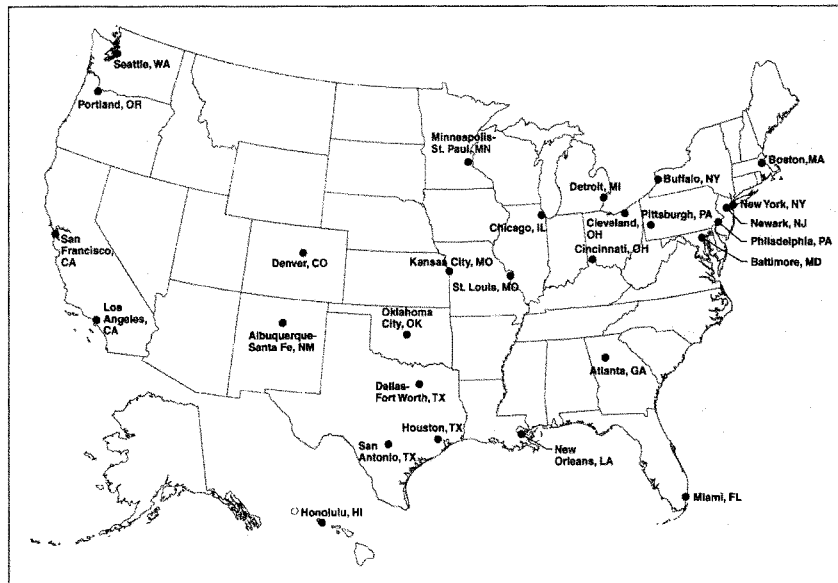 Seattle, WA
Portland, OR
Minneapolis-
St. Paul, MN
Boston, MA
Buffalo, NY
Detroit, MI
New York, NY
Newark, NJ
Philadelphia, PA
Baltimore, MD
Pittsburgh, PA
Cleveland,
OH
Chicago, IL
Cincinnati, OH
San
Francisco,
CA
Denver, CO
Kansas City, MO
St. Louis, MO
Los
Angeles,
CA
Albuquerque-
Santa Fe, NM
Oklahoma
City, OK
Atlanta, GA
Dallas-
Fort Worth, TX
Houston, TX
San
Antonio, TX
New
Orleans, LA
Miami, FL
Honolulu, HI